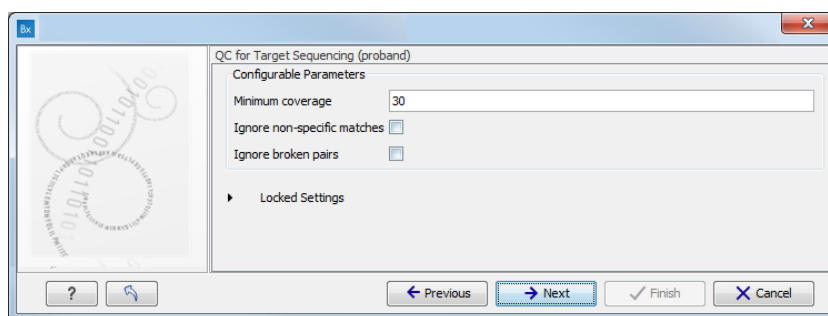 Bx
QC for Target Sequencing (proband)
Configurable Parameters
Minimum coverage 30
Ignore non-specific matches
Ignore broken pairs
Locked Settings
? Previous Next Finish Cancel